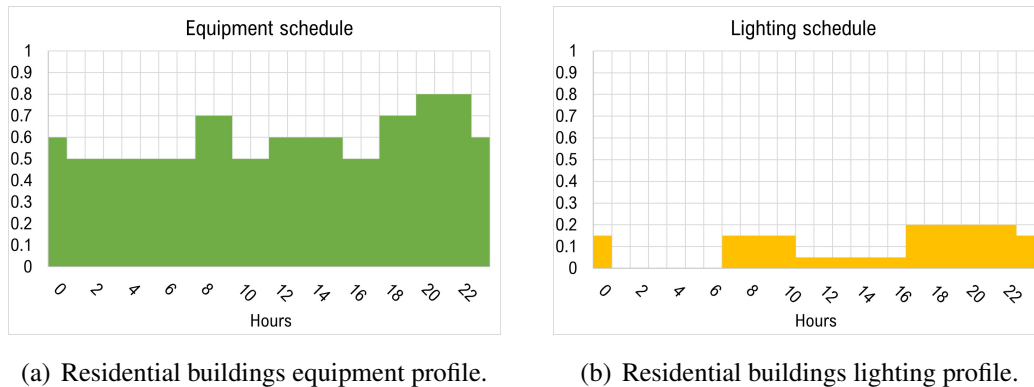 Equipment schedule
1
0.9
0.8
0.7
0.6
0.5
0.4
0.3
0.2
0.1
0
0 2 4 6 8 10 12 14 16 18 20 22
Hours
(a) Residential buildings equipment profile.
Lighting schedule
1
0.9
0.8
0.7
0.6
0.5
0.4
0.3
0.2
0.1
0
0 2 4 6 8 10 12 14 16 18 20 22
Hours
(b) Residential buildings lighting profile.